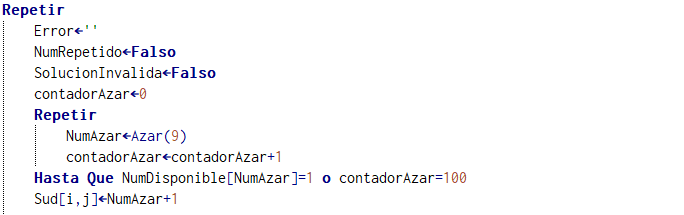 Repetir
Error←''
NumRepetido←Falso
SolucionInvalida←Falso
contadorAzar←0
Repetir
NumAzar←Azar(9)
contadorAzar←contadorAzar+1
Hasta Que NumDisponible[NumAzar]=1 o contadorAzar=100
Sud[i,j]←NumAzar+1